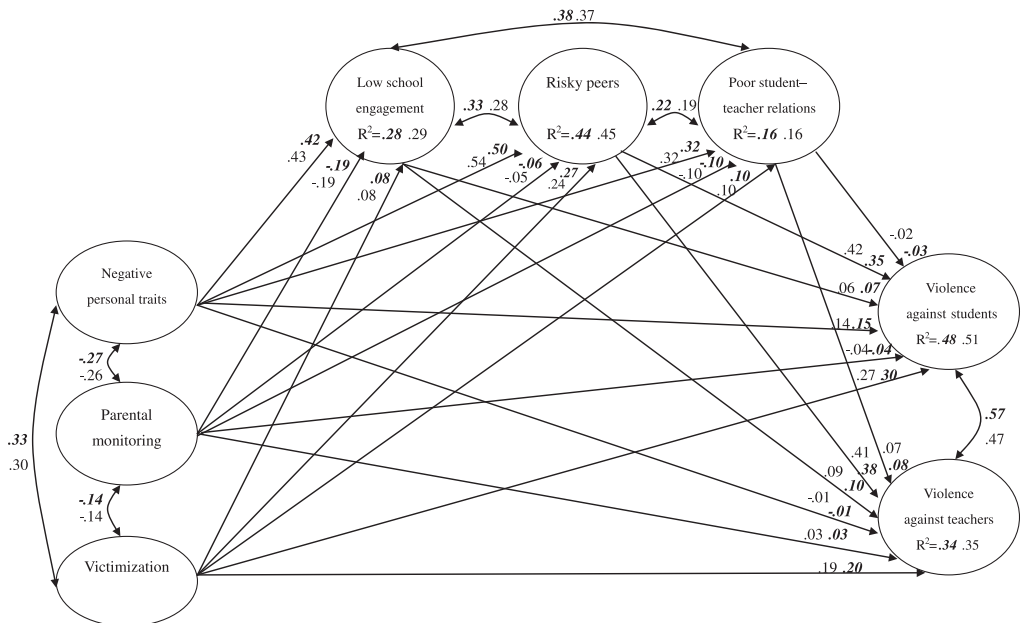 .38 .37
Low school
engagement
R²=.28 .29
Risky peers
R²=.44 .45
Poor student–
teacher relations
R²=.16 .16
.33 .28
.22 .19
.42
.43
-.19
-.19
.08
.08
.50
.54
-.06
-.05
.27
.24
.32
.32
-.10
-.10
.10
.10
-.02
-.03
.42
.35
.06 .07
.14 .15
-.04 -.04
.27 30
Negative
personal traits
Violence
against students
R²=.48 .51
-.27
-.26
Parental
monitoring
.33
.30
.57
.47
.41
.38
.07
.08
.09
.10
-.01
-.01
.03 .03
-.14
-.14
Violence
against teachers
R²=.34 .35
Victimization
.19 .20